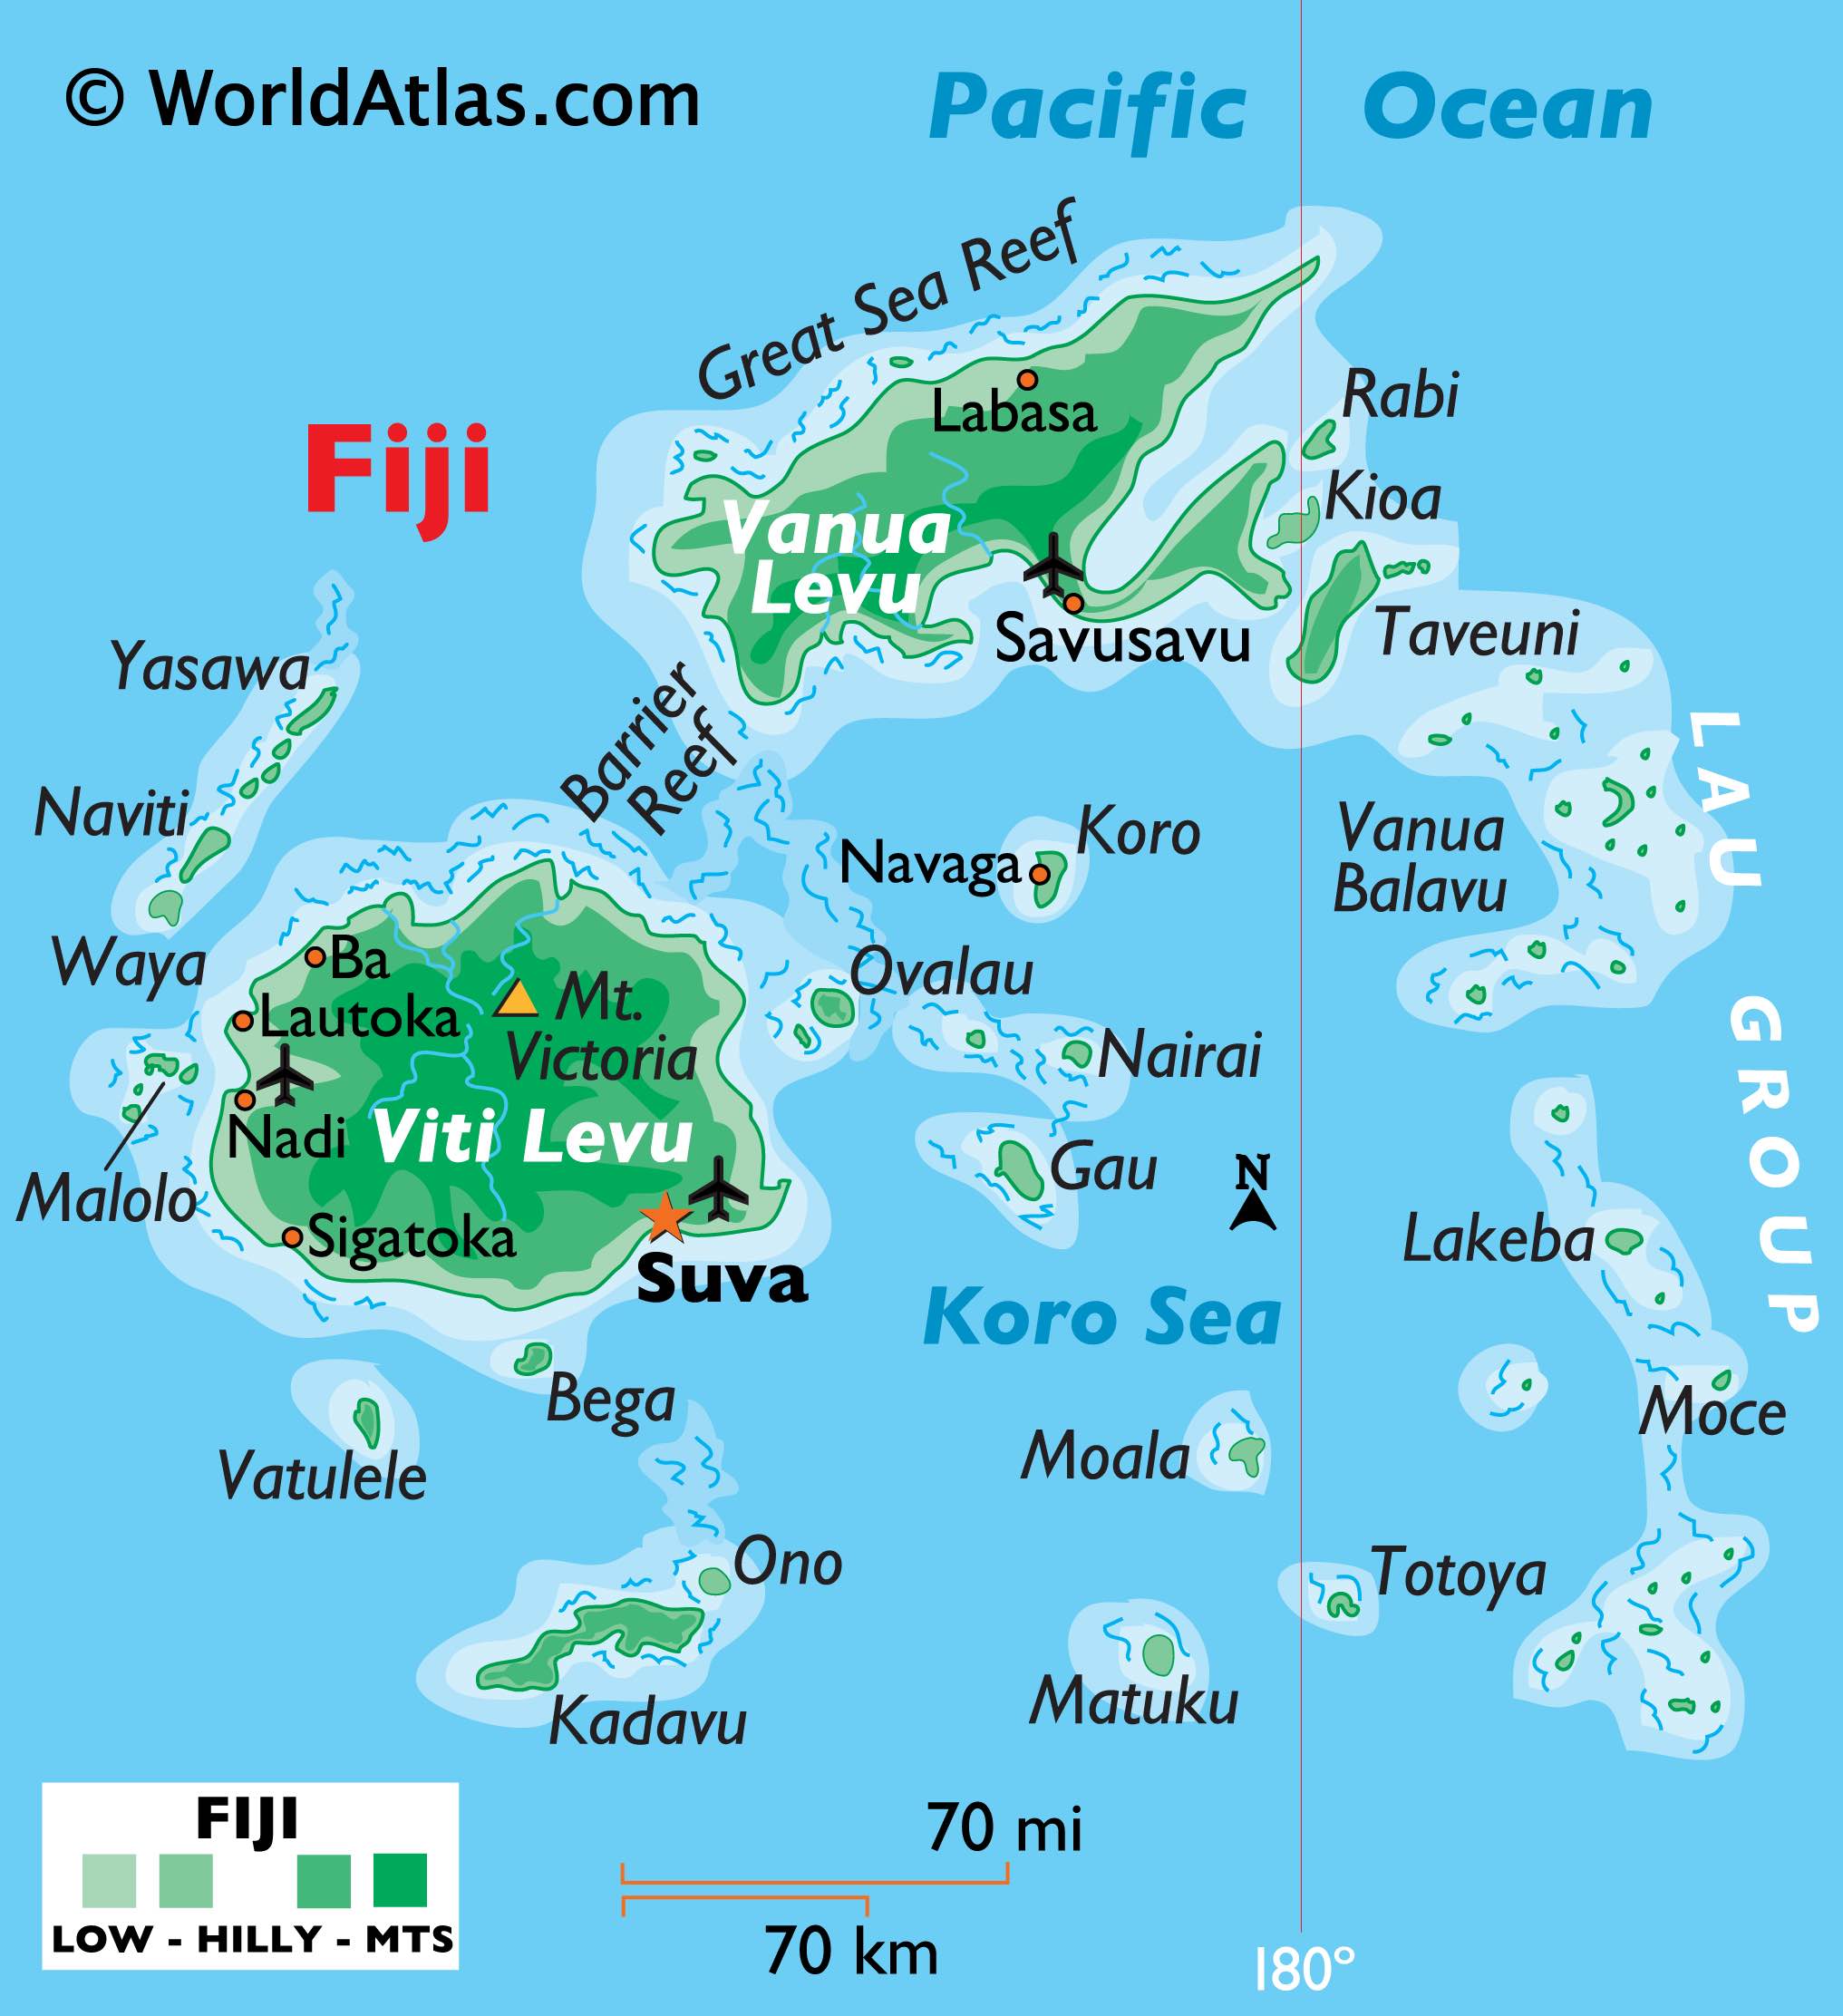 © WorldAtlas.com
Pacific Ocean
Great Sea Reef
Fiji
Labasa
Rabi
Kioa
Vanua
Levu
Savusavu
Taveuni
Yasawa
Barrier
Reef
Naviti
Navaga
Koro
Vanua
Balavu
LAU GROUP
Waya
Ba
Lautoka
Mt.
Victoria
Ovalau
Nairai
Nadi
Viti Levu
Gau
N
Malolo
Sigatoka
Suva
Lakeba
Koro Sea
Bega
Moce
Vatulele
Moala
Ono
Totoya
Kadavu
Matuku
FIJI
LOW - HILLY - MTS
70 mi
70 km
180°